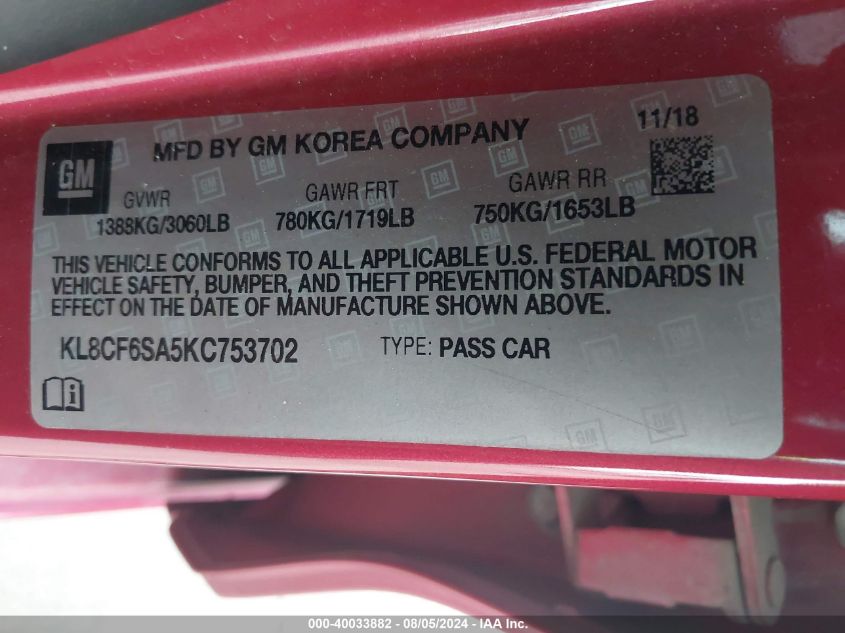 GM
MFD BY GM KOREA COMPANY
11/18
GVWR
GAWR FRT
GAWR RR
1388KG/3060LB
780KG/1719LB
750KG/1653LB
THIS VEHICLE CONFORMS TO ALL APPLICABLE U.S. FEDERAL MOTOR
VEHICLE SAFETY, BUMPER, AND THEFT PREVENTION STANDARDS IN
EFFECT ON THE DATE OF MANUFACTURE SHOWN ABOVE.
KL8CF6SA5KC753702
TYPE: PASS CAR
000-40033882 - 08/05/2024 - IAA Inc.